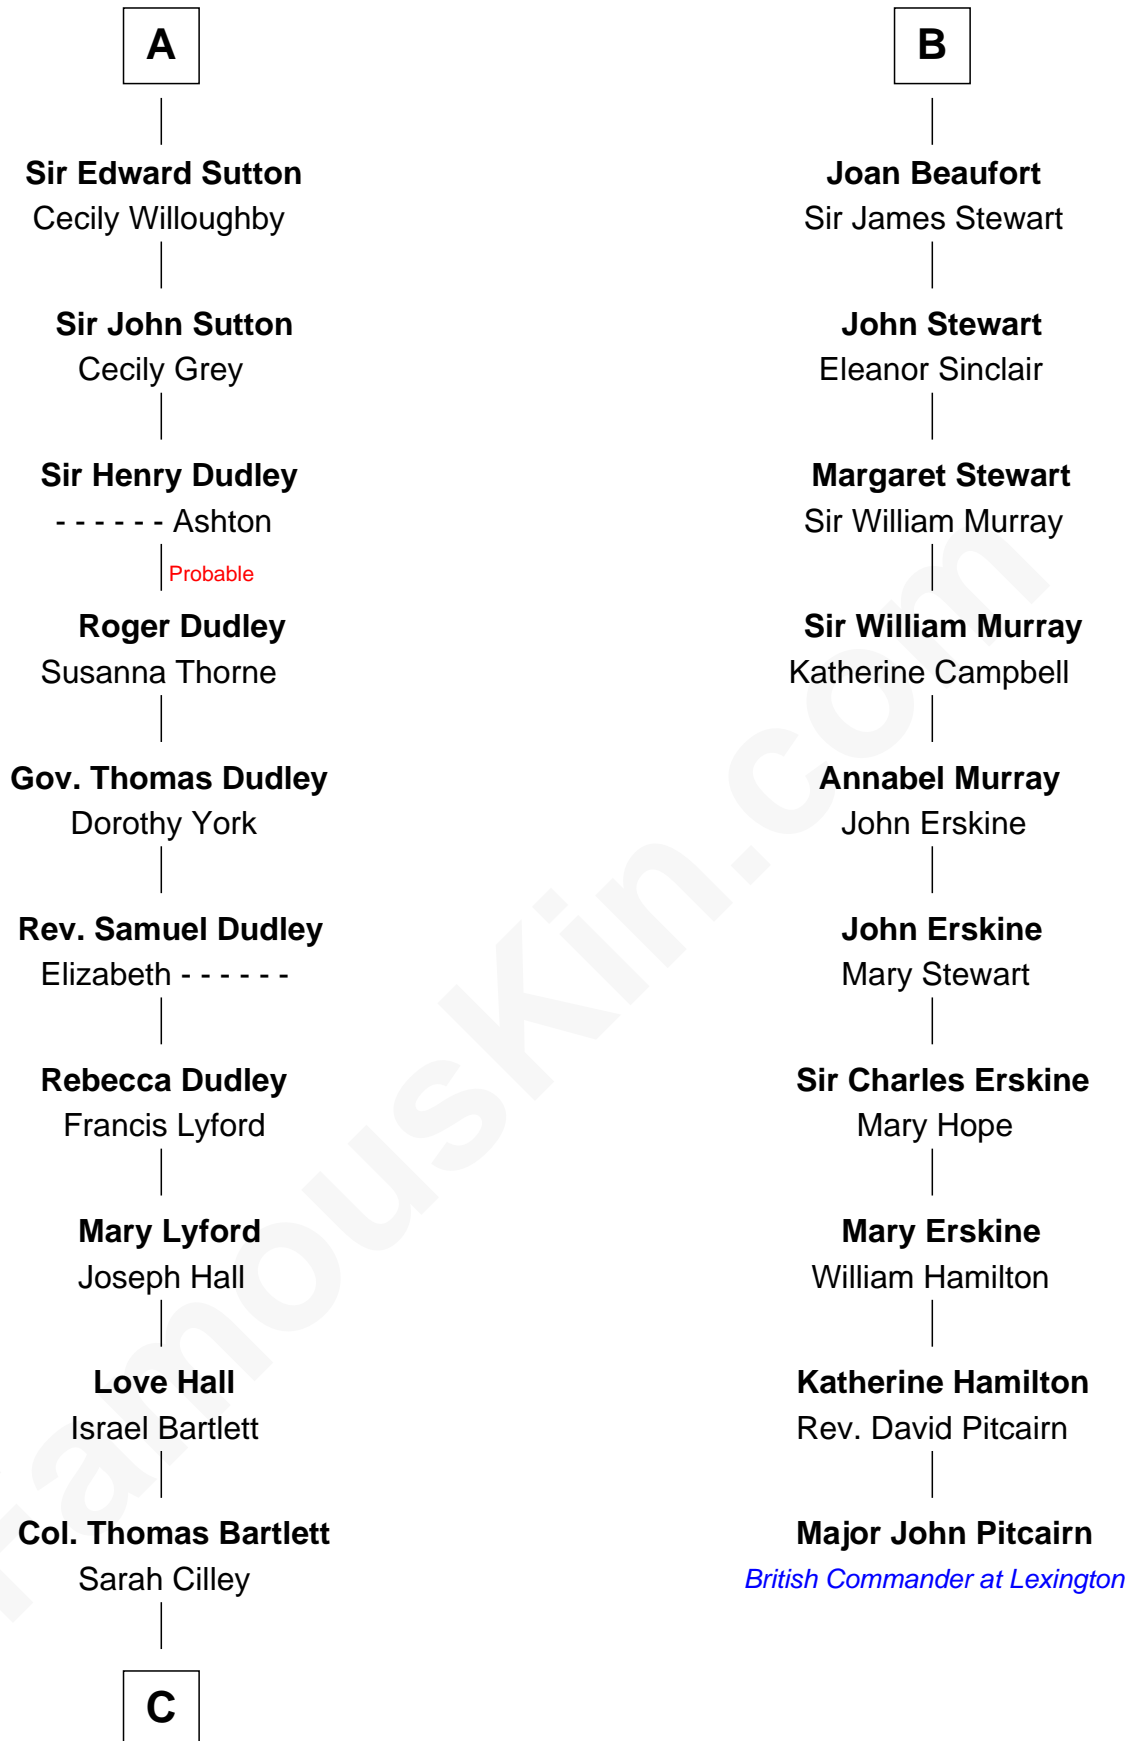 A
Sir Edward Sutton
Cecily Willoughby
Sir John Sutton
Cecily Grey
Sir Henry Dudley
- - - - - - Ashton
Probable
Roger Dudley
Susanna Thorne
Gov. Thomas Dudley
Dorothy York
Rev. Samuel Dudley
Elizabeth - - - - - -
Rebecca Dudley
Francis Lyford
Mary Lyford
Joseph Hall
Love Hall
Israel Bartlett
Col. Thomas Bartlett
Sarah Cilley
C
B
Joan Beaufort
Sir James Stewart
John Stewart
Eleanor Sinclair
Margaret Stewart
Sir William Murray
Sir William Murray
Katherine Campbell
Annabel Murray
John Erskine
John Erskine
Mary Stewart
Sir Charles Erskine
Mary Hope
Mary Erskine
William Hamilton
Katherine Hamilton
Rev. David Pitcairn
Major John Pitcairn
British Commander at Lexington
FamousKin.com